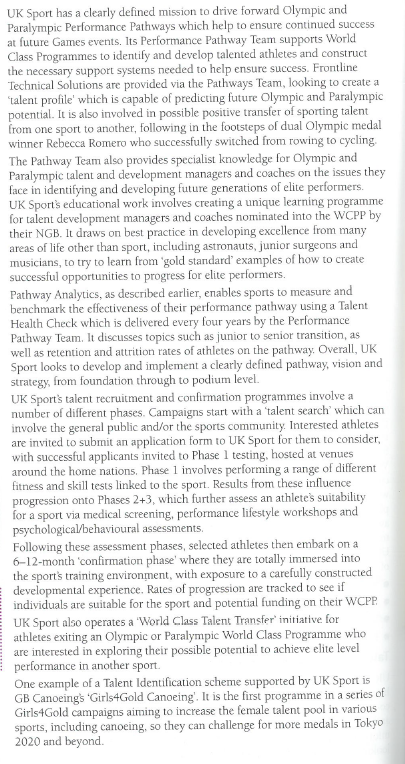 UK Sport has a clearly defined mission to drive forward Olympic and
Paralympic Performance Pathways which help to ensure continued success
at future Games events. Its Performance Pathway Team supports World
Class Programmes to identify and develop talented athletes and construct
the necessary support systems needed to help ensure success. Frontline
Technical Solutions are provided via the Pathways Team, looking to create a
'talent profile' which is capable of predicting future Olympic and Paralympic
potential. It is also involved in possible positive transfer of sporting talent
from one sport to another, following in the footsteps of dual Olympic medal
winner Rebecca Romero who successfully switched from rowing to cycling.
The Pathway Team also provides specialist knowledge for Olympic and
Paralympic talent and development managers and coaches on the issues they
face in identifying and developing future generations of elite performers.
UK Sport's educational work involves creating a unique learning programme
for talent development managers and coaches nominated into the WCPP by
their NGB. It draws on best practice in developing excellence from many
areas of life other than sport, including astronauts, junior surgeons and
musicians, to try to learn from 'gold standard' examples of how to create
successful opportunities to progress for elite performers.
Pathway Analytics, as described earlier, enables sports to measure and
benchmark the effectiveness of their performance pathway using a Talent
Health Check which is delivered every four years by the Performance
Pathway Team. It discusses topics such as junior to senior transition, as
well as retention and attrition rates of athletes on the pathway. Overall, UK
Sport looks to develop and implement a clearly defined pathway, vision and
strategy, from foundation through to podium level.
UK Sport's talent recruitment and confirmation programmes involve a
number of different phases. Campaigns start with a 'talent search' which can
involve the general public and/or the sports community. Interested athletes
are invited to submit an application form to UK Sport for them to consider,
with successful applicants invited to Phase 1 testing, hosted at venues
around the home nations. Phase 1 involves performing a range of different
fitness and skill tests linked to the sport. Results from these influence
progression onto Phases 2+3, which further assess an athlete's suitability
for a sport via medical screening, performance lifestyle workshops and
psychological/behavioural assessments.
Following these assessment phases, selected athletes then embark on a
6–12-month 'confirmation phase' where they are totally immersed into
the sport's training environment, with exposure to a carefully constructed
developmental experience. Rates of progression are tracked to see if
individuals are suitable for the sport and potential funding on their WCPP.
UK Sport also operates a 'World Class Talent Transfer' initiative for
athletes exiting an Olympic or Paralympic World Class Programme who
are interested in exploring their possible potential to achieve elite level
performance in another sport.
One example of a Talent Identification scheme supported by UK Sport is
GB Canoeing's 'Girls4Gold Canoeing'. It is the first programme in a series of
Girls4Gold campaigns aiming to increase the female talent pool in various
sports, including canoeing, so they can challenge for more medals in Tokyo
2020 and beyond.